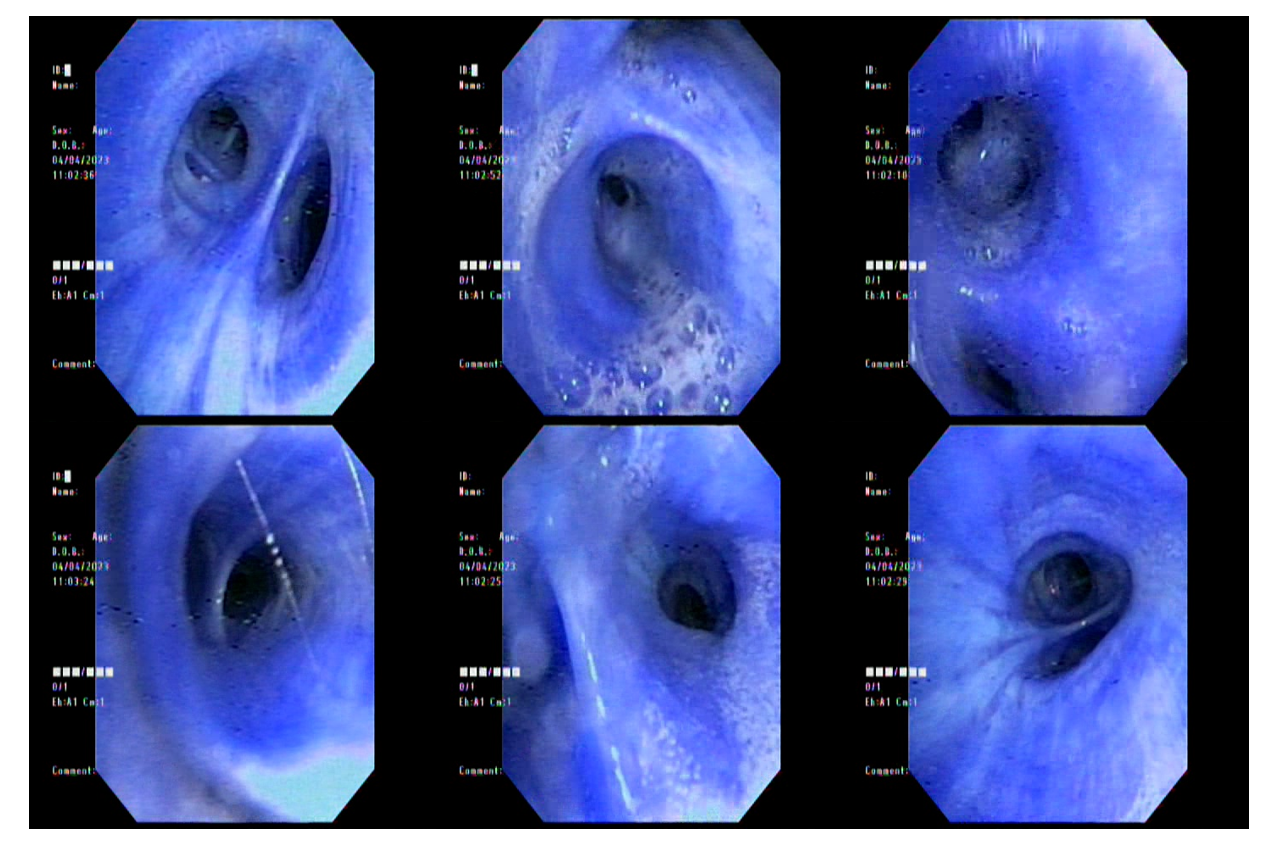 ID:
Name:
Sex: Age:
D.O.B.:
04/04/2023
11:02:36
■■■/■■■
0/1
Eh:A1 Cm:1
Comment:
ID:
Name:
Sex: Age:
D.O.B.:
04/04/2023
11:02:52
■■■/■■■
0/1
Eh:A1 Cm:1
Comment:
ID:
Name:
Sex: Age:
D.O.B.:
04/04/2023
■■■/■■■
0/1
Eh:A1 Cm:1
Comment:
ID:
Name:
Sex: Age:
D.O.B.:
04/04/2023
11:03:24
■■■/■■■
0/1
Eh:A1 Cm:1
Comment:
ID:
Name:
Sex: Age:
D.O.B.:
04/04/2023
11:02:25
■■■/■■■
0/1
Eh:A1 Cm:1
Comment:
ID:
Name:
Sex: Age:
D.O.B.:
04/04/2023
11:02:29
■■■/■■■
0/1
Eh:A1 Cm:1
Comment: